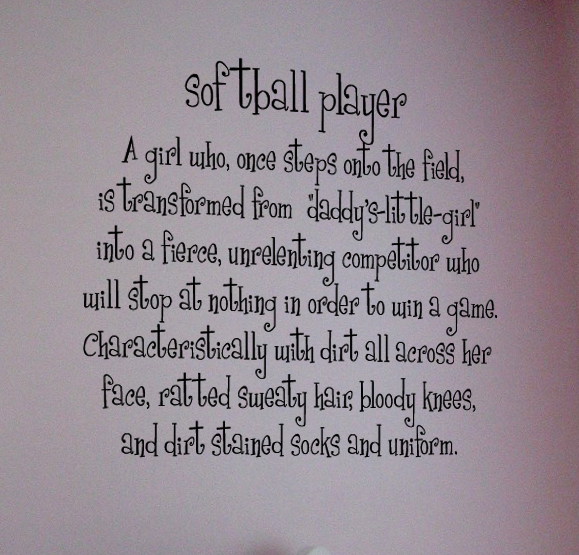 softball player
A girl who, once steps onto the field,
is transformed from "daddy's-little-girl"
into a fierce, unrelenting competitor who
will stop at nothing in order to win a game.
Characteristically with dirt all across her
face, ratted sweaty hair, bloody knees,
and dirt stained socks and uniform.